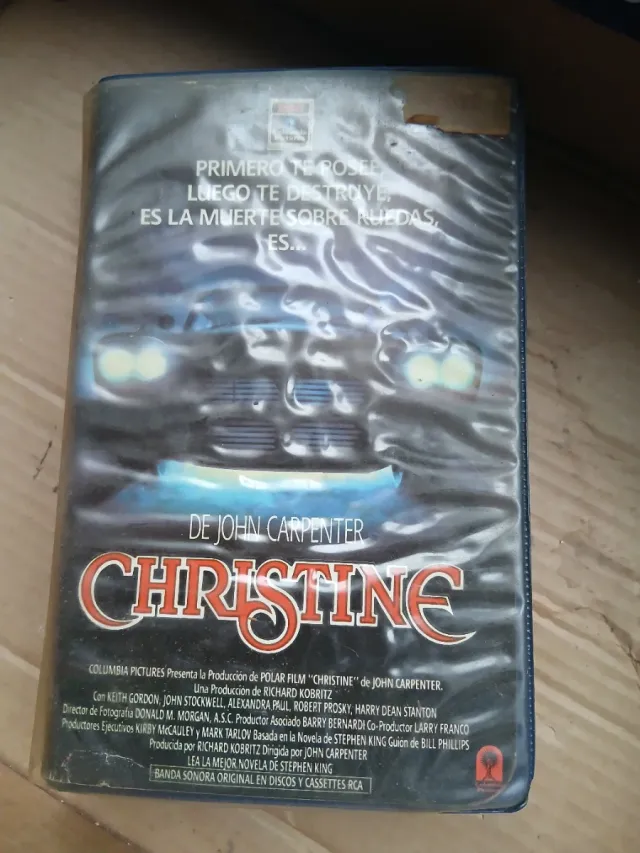 PRIMERO TE POSEE,
LUEGO TE DESTRUYE,
ES LA MUERTE SOBRE RUEDAS,
ES...
DE JOHN CARPENTER
CHRISTINE
COLUMBIA PICTURES Presenta la Producción de POLAR FILM "CHRISTINE" de JOHN CARPENTER.
Una Producción de RICHARD KOBRITZ
Con KEITH GORDON, JOHN STOCKWELL, ALEXANDRA PAUL, ROBERT PROSKY, HARRY DEAN STANTON
Director de Fotografía DONALD M. MORGAN, A.S.C. Productor Asociado BARRY BERNARDI Co-Productor LARRY FRANCO
Productores Ejecutivos KIRBY McCAULEY y MARK TARLOV Basada en la Novela de STEPHEN KING Guión de BILL PHILLIPS
Producida por RICHARD KOBRITZ Dirigida por JOHN CARPENTER
LEA LA MEJOR NOVELA DE STEPHEN KING
BANDA SONORA ORIGINAL EN DISCOS Y CASSETTES RCA